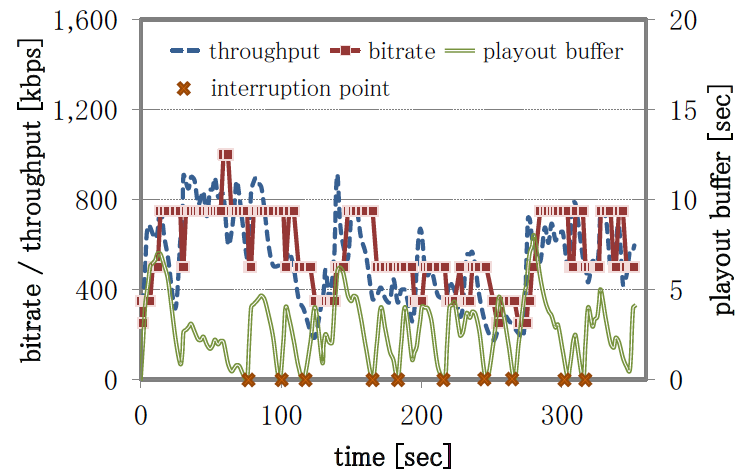 1,600
20
throughput bitrate playout buffer
interruption point
1,200
15
800
10
400
5
0
0
0 100 200 300
time [sec]
bitrate / throughput [kbps]
playout buffer [sec]